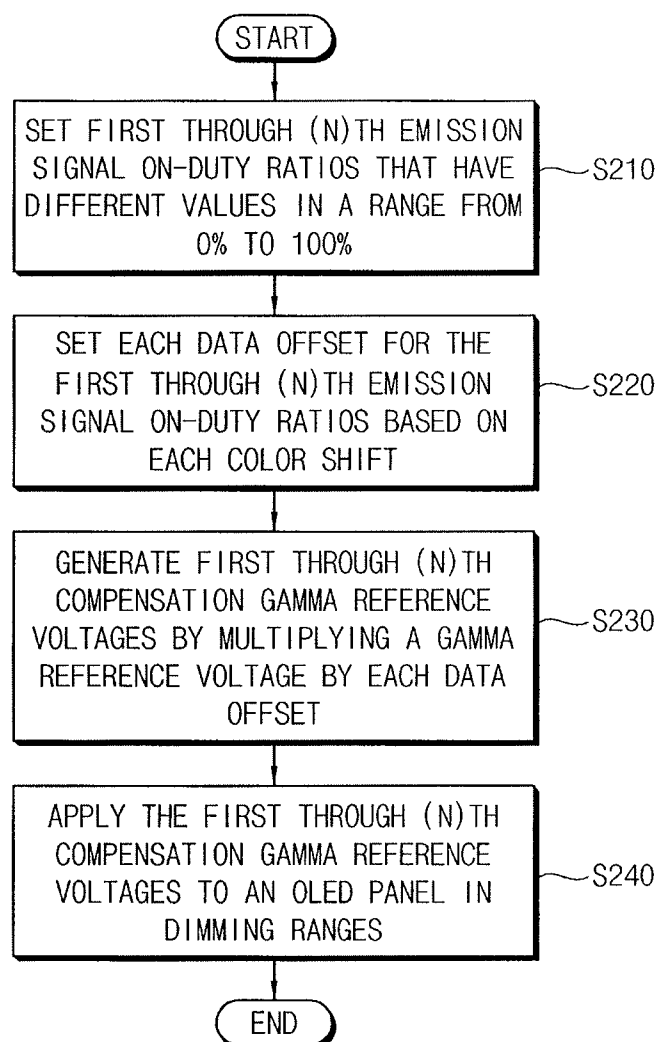 START
SET FIRST THROUGH (N)TH EMISSION
SIGNAL ON-DUTY RATIOS THAT HAVE
DIFFERENT VALUES IN A RANGE FROM
0% TO 100%
S210
SET EACH DATA OFFSET FOR THE
FIRST THROUGH (N)TH EMISSION
SIGNAL ON-DUTY RATIOS BASED ON
EACH COLOR SHIFT
S220
GENERATE FIRST THROUGH (N)TH
COMPENSATION GAMMA REFERENCE
VOLTAGES BY MULTIPLYING A GAMMA
REFERENCE VOLTAGE BY EACH DATA
OFFSET
S230
APPLY THE FIRST THROUGH (N)TH
COMPENSATION GAMMA REFERENCE
VOLTAGES TO AN OLED PANEL IN
DIMMING RANGES
S240
END